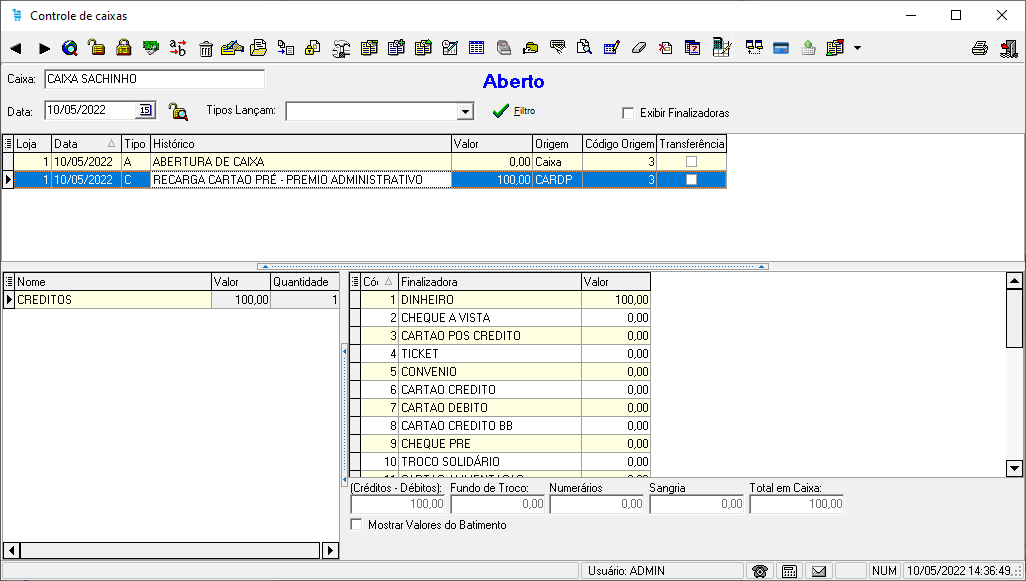 Controle de caixas
Caixa: CAIXA SACHINHO
Aberto
Data: 10/05/2022 15 Tipos Lançam: Filtro Exibir Finalizadoras
Loja Data Tipo Histórico Valor Origem Código Origem Transferência
1 10/05/2022 A ABERTURA DE CAIXA 0,00 Caixa 3
1 10/05/2022 C RECARGA CARTAO PRÉ - PREMIO ADMINISTRATIVO 100,00 CARDP 3
Nome Valor Quantidade
CREDITOS 100,00 1
Có Finalizadora Valor
1 DINHEIRO 100,00
2 CHEQUE A VISTA 0,00
3 CARTAO POS CREDITO 0,00
4 TICKET 0,00
5 CONVENIO 0,00
6 CARTAO CREDITO 0,00
7 CARTAO DEBITO 0,00
8 CARTAO CREDITO BB 0,00
9 CHEQUE PRE 0,00
10 TROCO SOLIDÁRIO 0,00
(Créditos - Débitos): Fundo de Troco: Numerários Sangria Total em Caixa:
100,00 0,00 0,00 0,00 100,00
Mostrar Valores do Batimento
Usuário: ADMIN NUM 10/05/2022 14:36:49